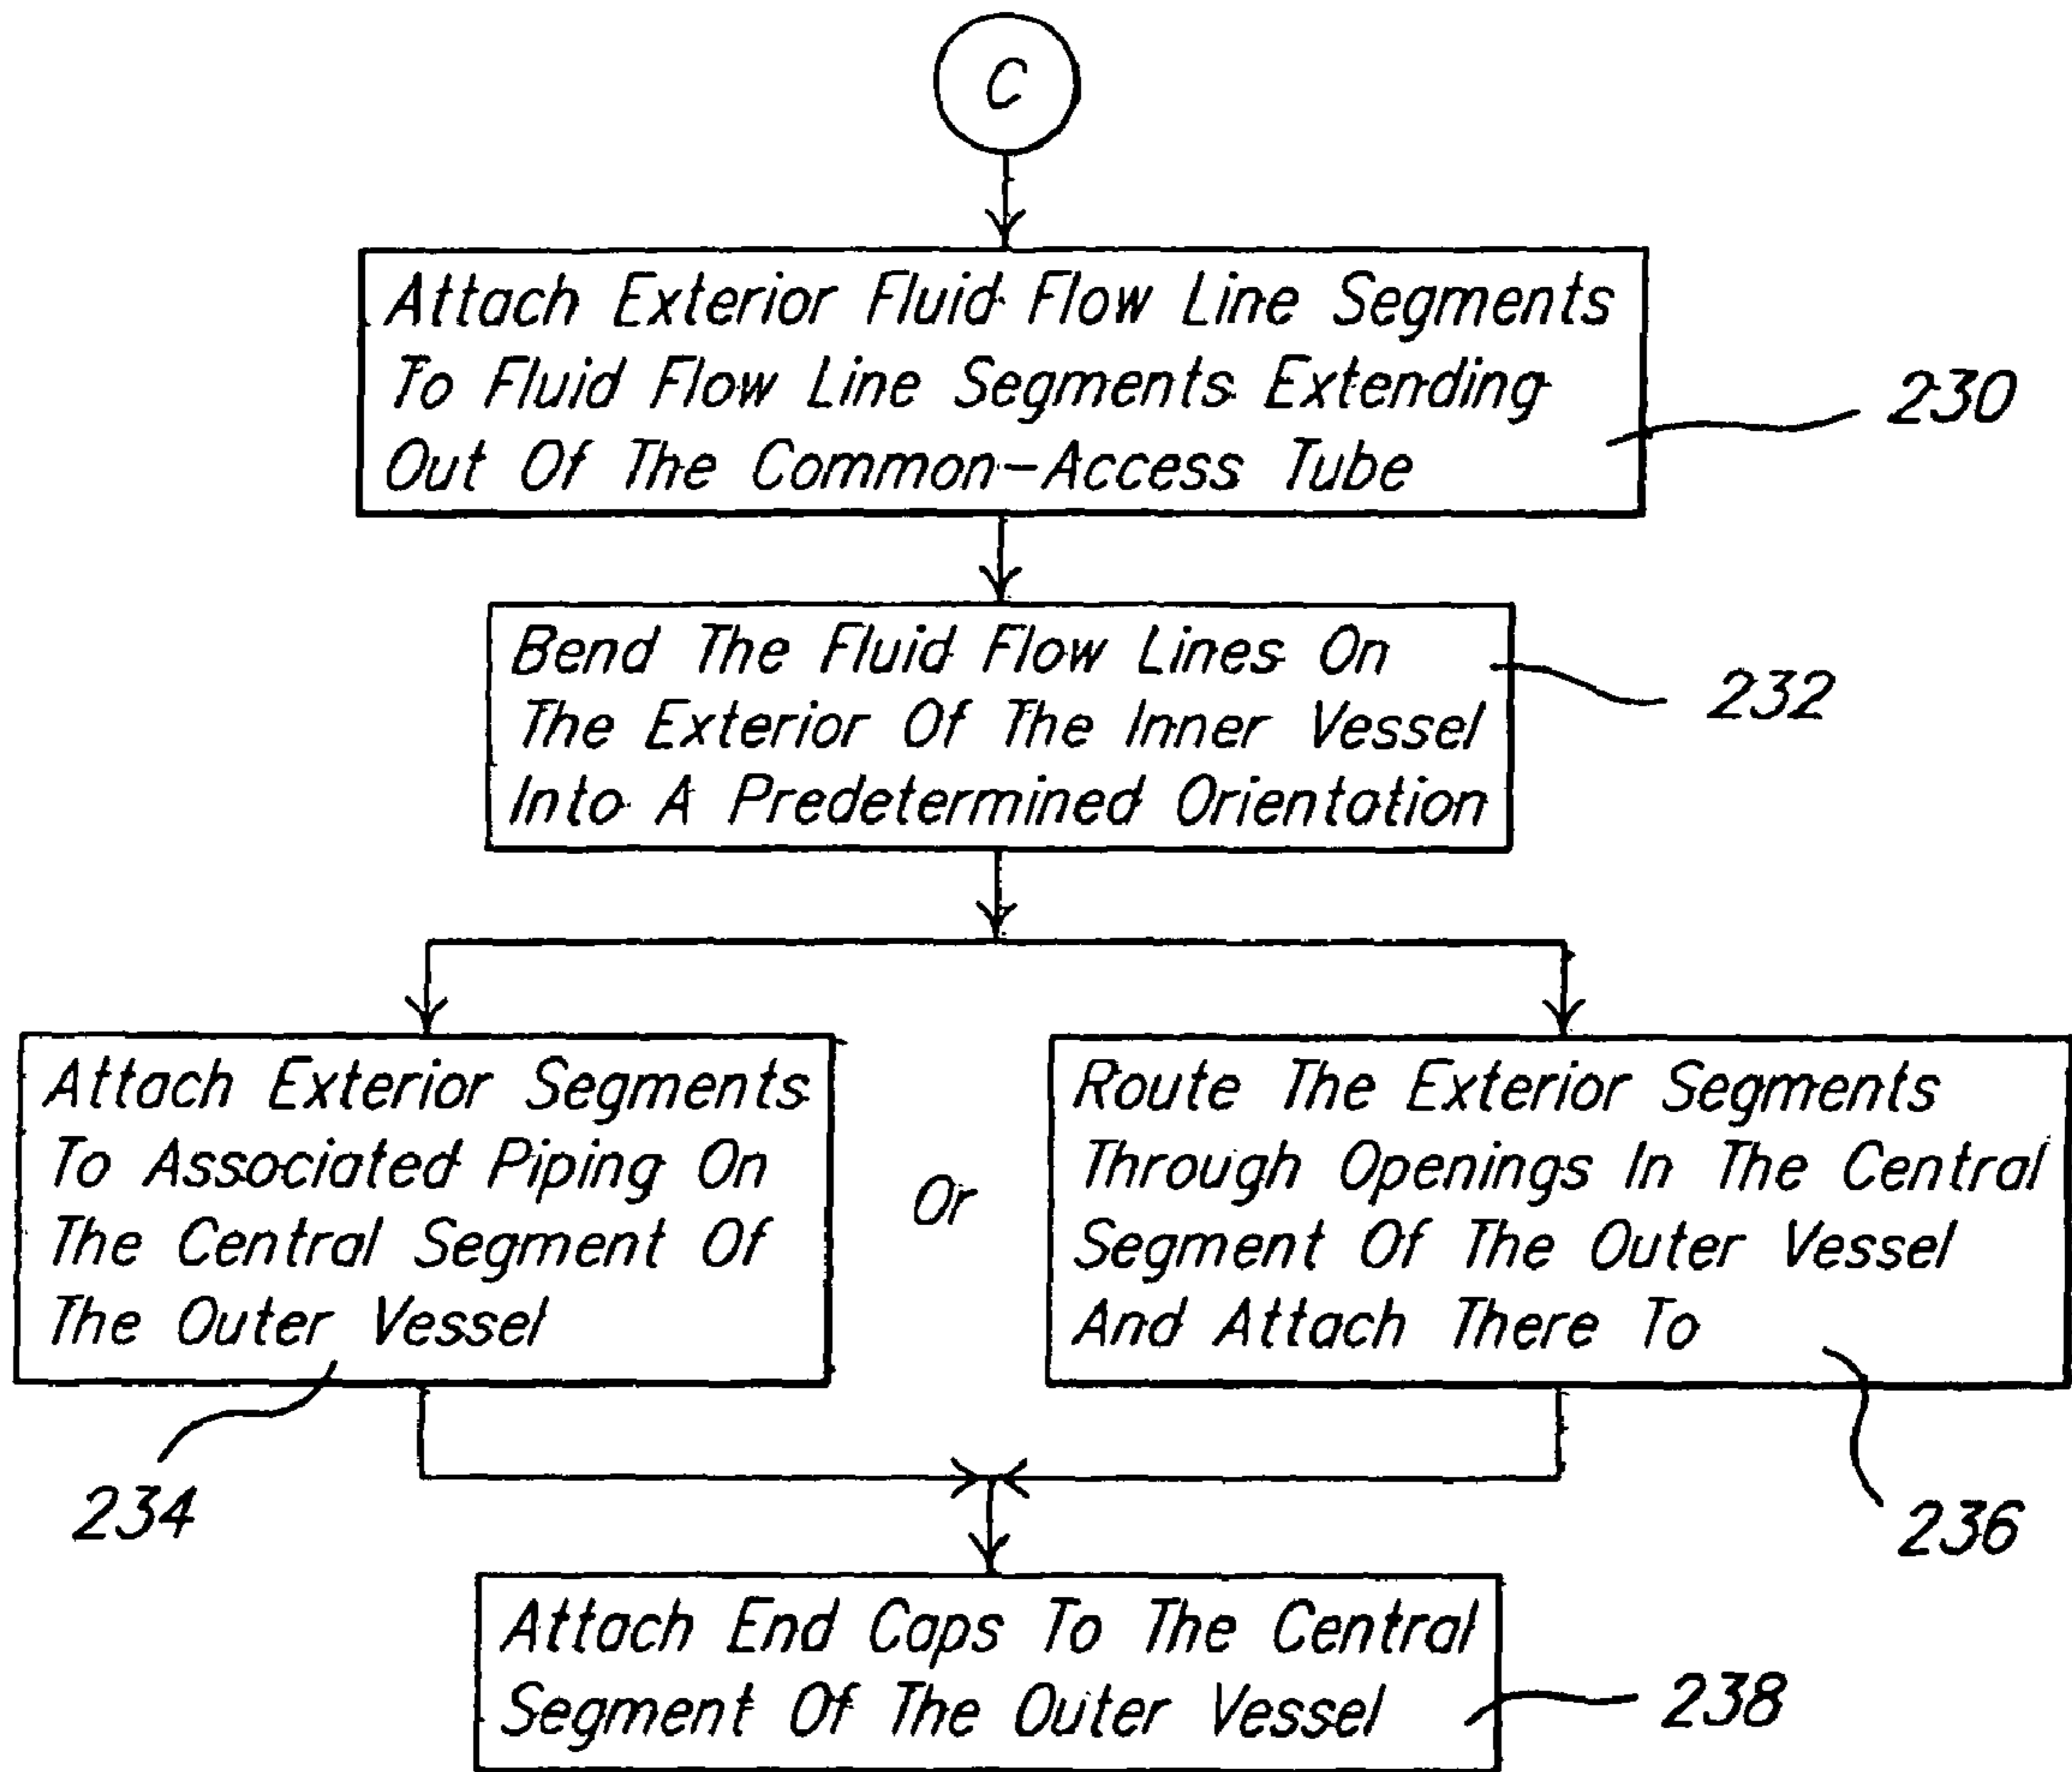 C
Attach Exterior Fluid Flow Line Segments
To Fluid Flow Line Segments Extending
Out Of The Common-Access Tube
230
Bend The Fluid Flow Lines On
The Exterior Of The Inner Vessel
Into A Predetermined Orientation
232
Attach Exterior Segments
To Associated Piping On
The Central Segment Of
The Outer Vessel
234
Or
Route The Exterior Segments
Through Openings In The Central
Segment Of The Outer Vessel
And Attach There To
236
Attach End Caps To The Central
Segment Of The Outer Vessel
238